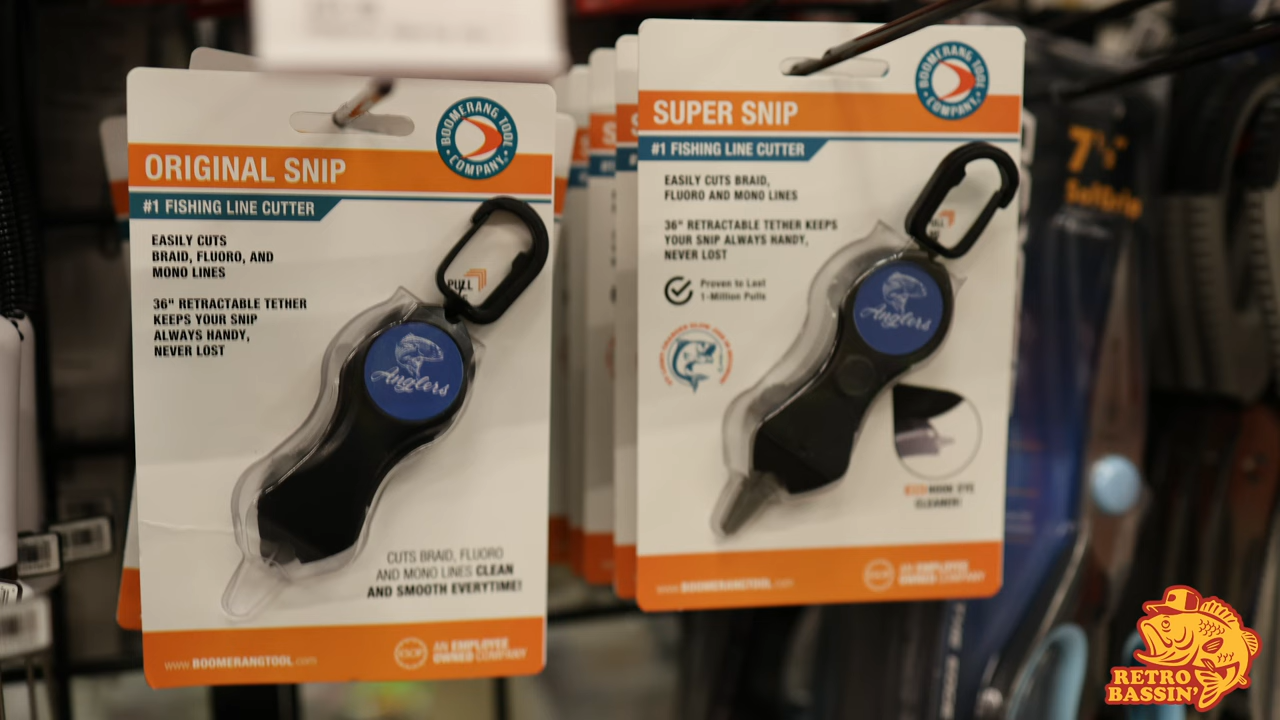 ORIGINAL SNIP
BOOMERANG TOOL COMPANY.
#1 FISHING LINE CUTTER
EASILY CUTS
BRAID, FLUORO, AND
MONO LINES
36" RETRACTABLE TETHER
KEEPS YOUR SNIP
ALWAYS HANDY,
NEVER LOST
PULL
Anglers
CUTS BRAID, FLUORO
AND MONO LINES CLEAN
AND SMOOTH EVERYTIME!
www.BOOMERANGTOOL.com
AN EMPLOYEE
OWNED COMPANY
SUPER SNIP
BOOMERANG TOOL COMPANY.
#1 FISHING LINE CUTTER
EASILY CUTS BRAID,
FLUORO AND MONO LINES
36" RETRACTABLE TETHER KEEPS
YOUR SNIP ALWAYS HANDY,
NEVER LOST
Proven to Last
1-Million Pulls
Anglers
HOOK EYE
CLEANER!
www.BOOMERANGTOOL.com
AN EMPLOYEE
OWNED COMPANY
RETRO
BASSIN'